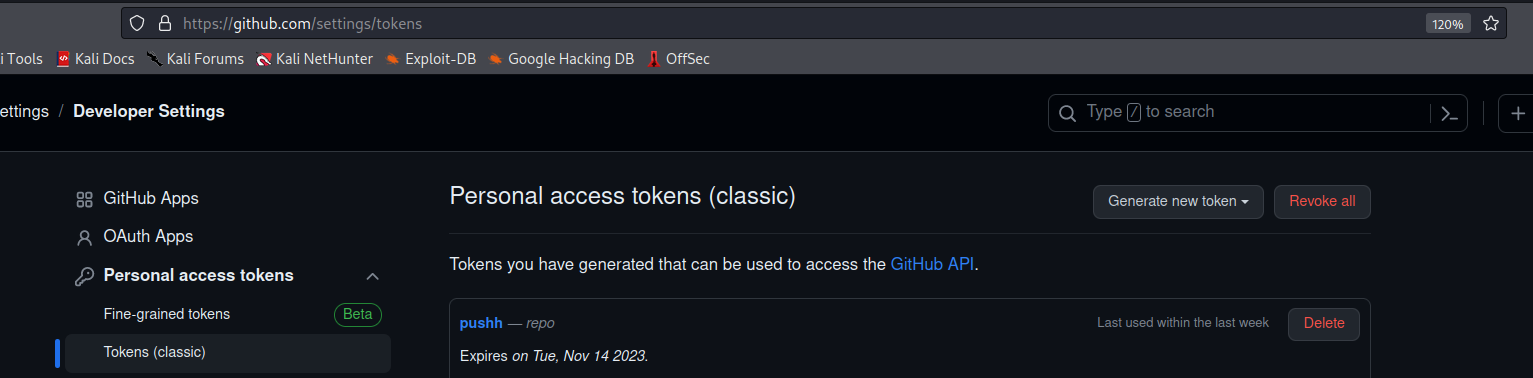 https://github.com/settings/tokens 120%
i Tools Kali Docs Kali Forums Kali NetHunter Exploit-DB Google Hacking DB OffSec
ettings / Developer Settings Type / to search
GitHub Apps
OAuth Apps
Personal access tokens
Fine-grained tokens Beta
Tokens (classic)
Personal access tokens (classic) Generate new token Revoke all
Tokens you have generated that can be used to access the GitHub API.
pushh — repo Last used within the last week Delete
Expires on Tue, Nov 14 2023.